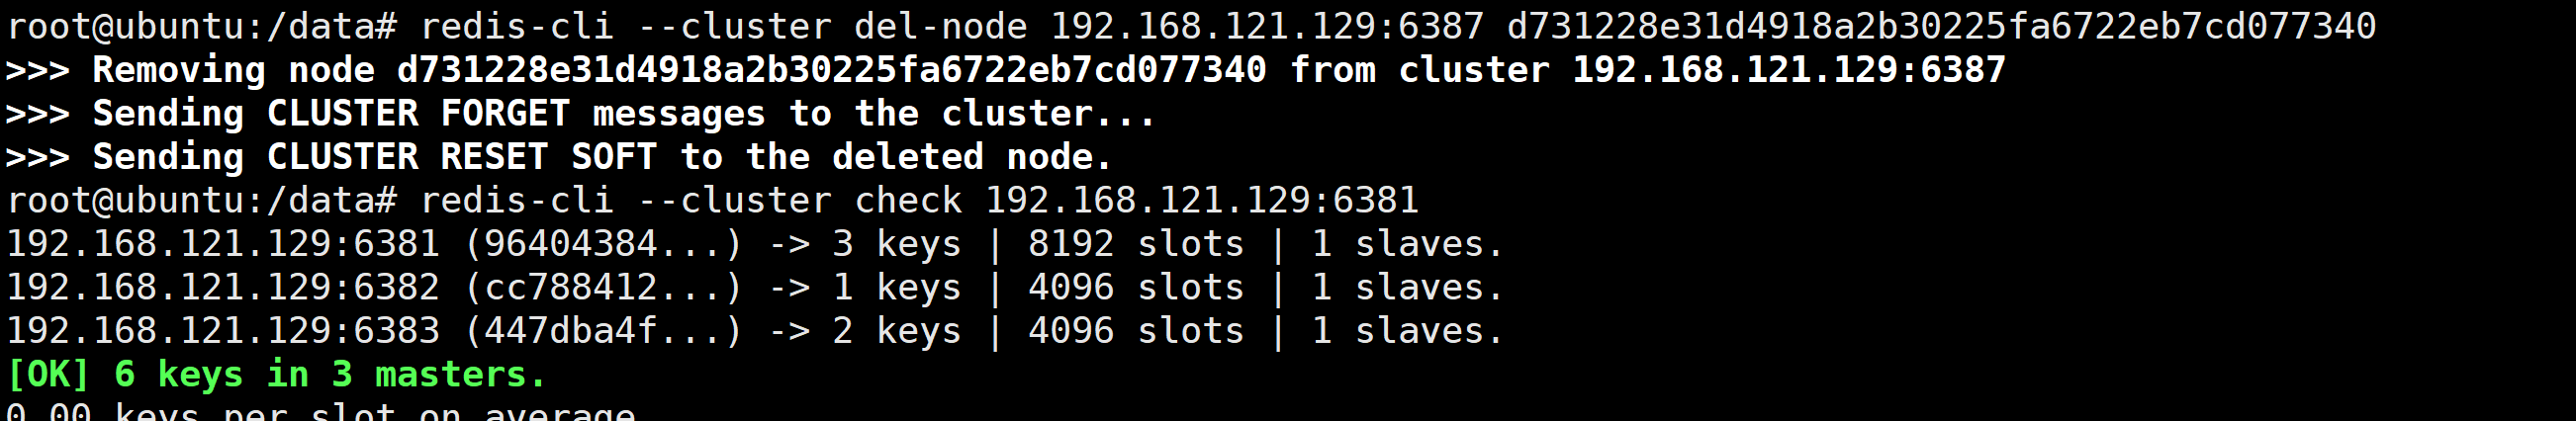 root@ubuntu:/data# redis-cli --cluster del-node 192.168.121.129:6387 d731228e31d4918a2b30225fa6722eb7cd077340
>>> Removing node d731228e31d4918a2b30225fa6722eb7cd077340 from cluster 192.168.121.129:6387
>>> Sending CLUSTER FORGET messages to the cluster...
>>> Sending CLUSTER RESET SOFT to the deleted node.
root@ubuntu:/data# redis-cli --cluster check 192.168.121.129:6381
192.168.121.129:6381 (96404384...) -> 3 keys | 8192 slots | 1 slaves.
192.168.121.129:6382 (cc788412...) -> 1 keys | 4096 slots | 1 slaves.
192.168.121.129:6383 (447dba4f...) -> 2 keys | 4096 slots | 1 slaves.
[OK] 6 keys in 3 masters.
0.00 keys per slot on average